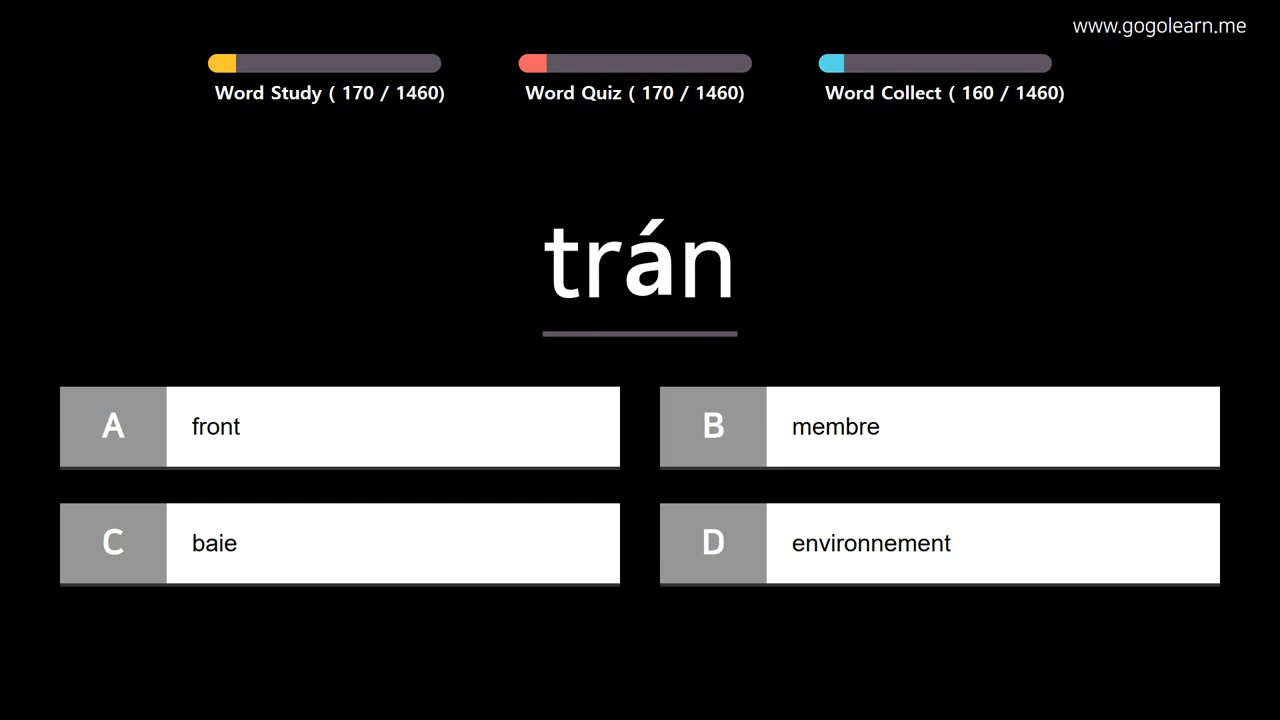 www.gogolearn.me
Word Study ( 170 / 1460)
Word Quiz ( 170 / 1460)
Word Collect ( 160 / 1460)
trán
A front
B membre
C baie
D environnement